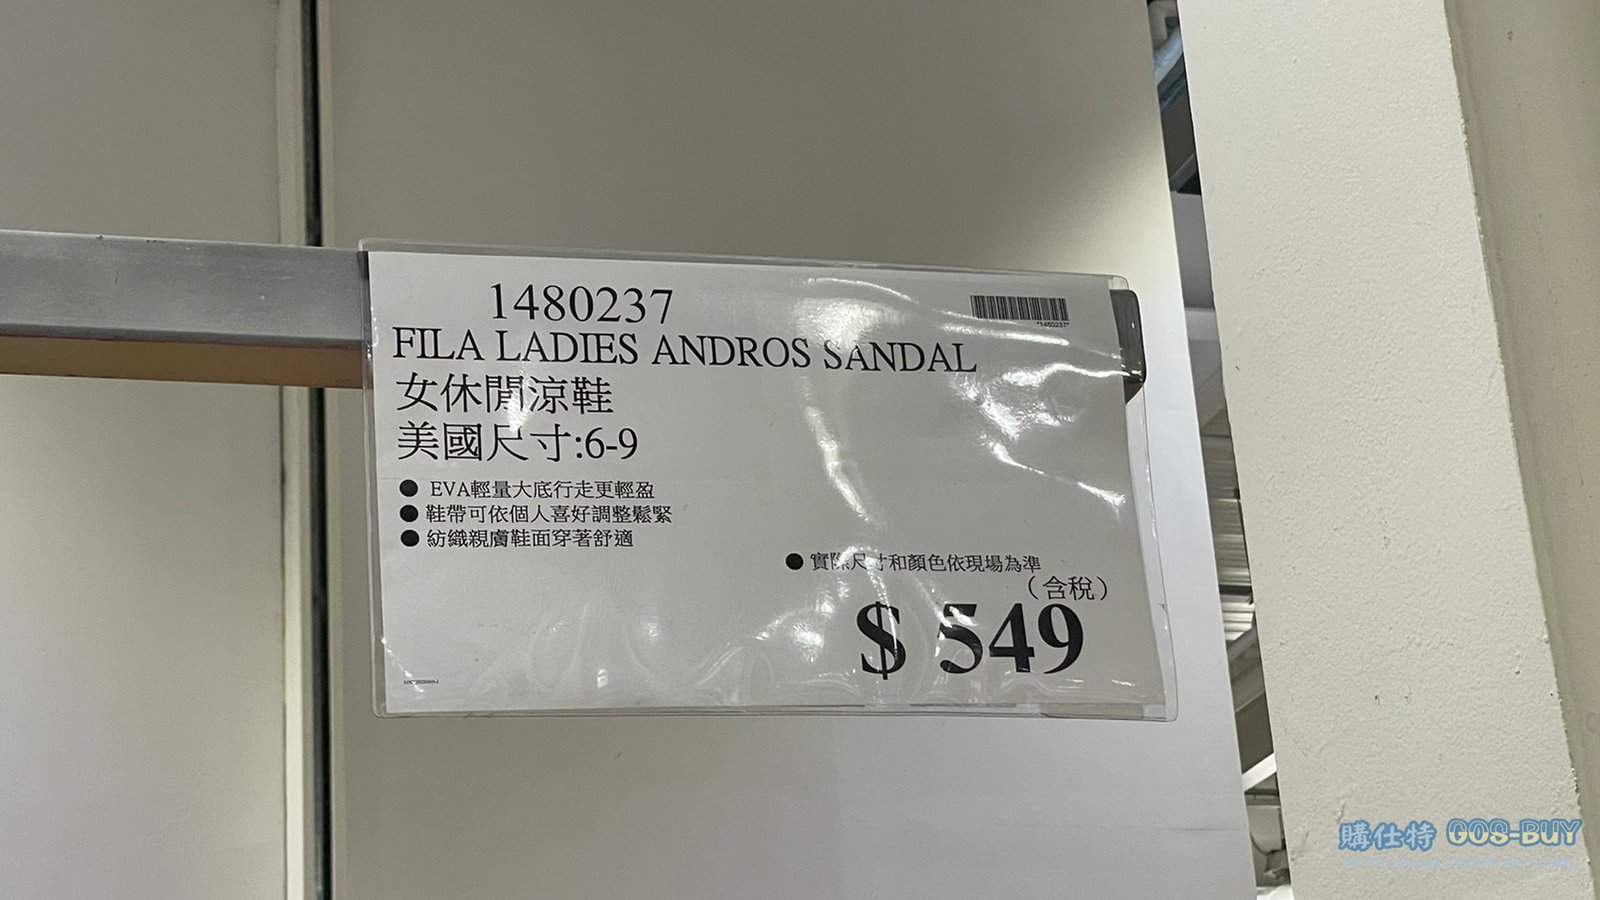 1480237
*1480237*
FILA LADIES ANDROS SANDAL
女休閒涼鞋
美國尺寸:6-9
● EVA輕量大底行走更輕盈
● 鞋帶可依個人喜好調整鬆緊
● 紡織親膚鞋面穿著舒適
● 實際尺寸和顏色依現場為準
(含稅)
$ 549
購仕特 GOS-BUY